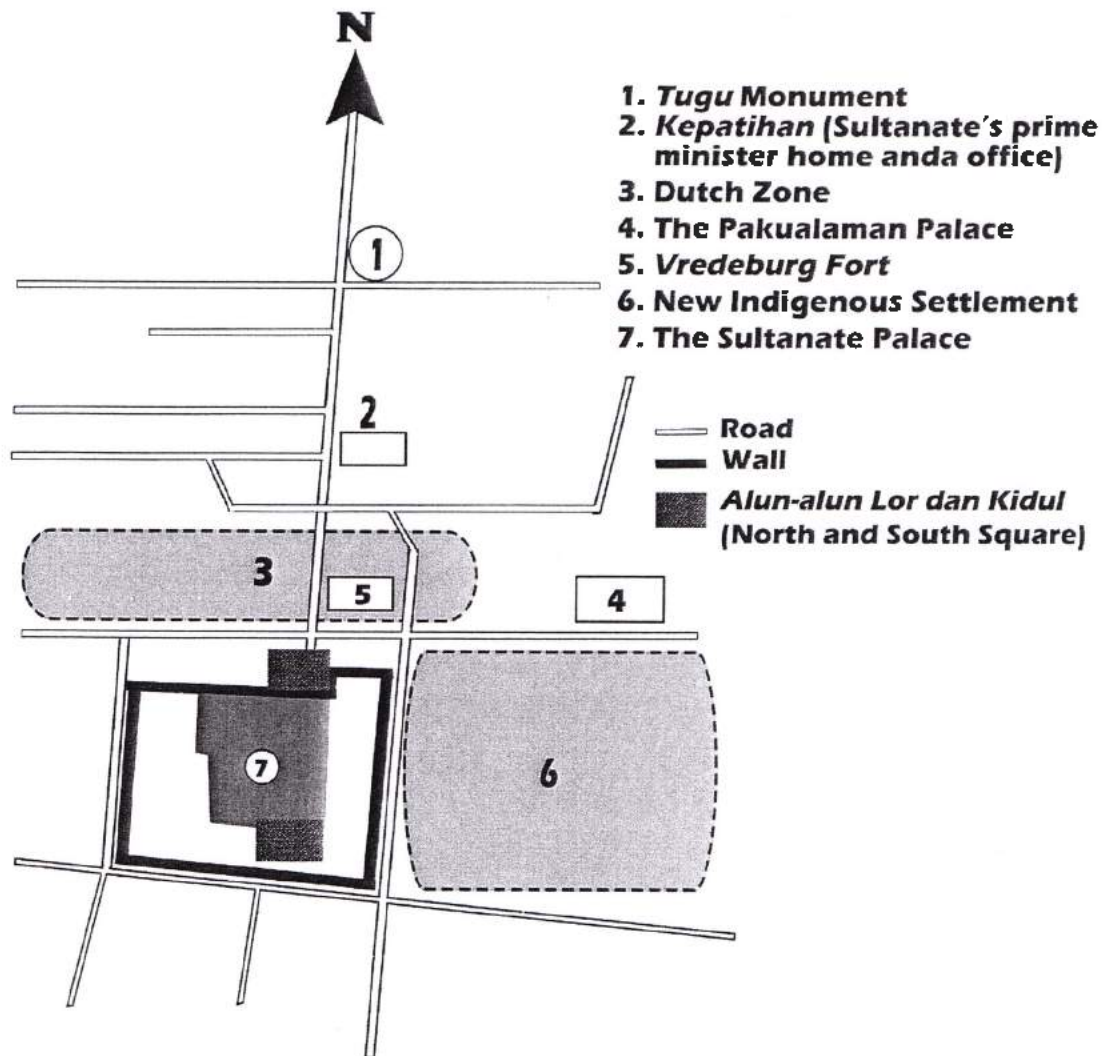 N
1. Tugu Monument
2. Kepatihan (Sultanate's prime
minister home anda office)
3. Dutch Zone
4. The Pakualaman Palace
5. Vredeburg Fort
6. New Indigenous Settlement
7. The Sultanate Palace
Road
Wall
Alun-alun Lor dan Kidul
(North and South Square)
1
2
3
5
4
7
6